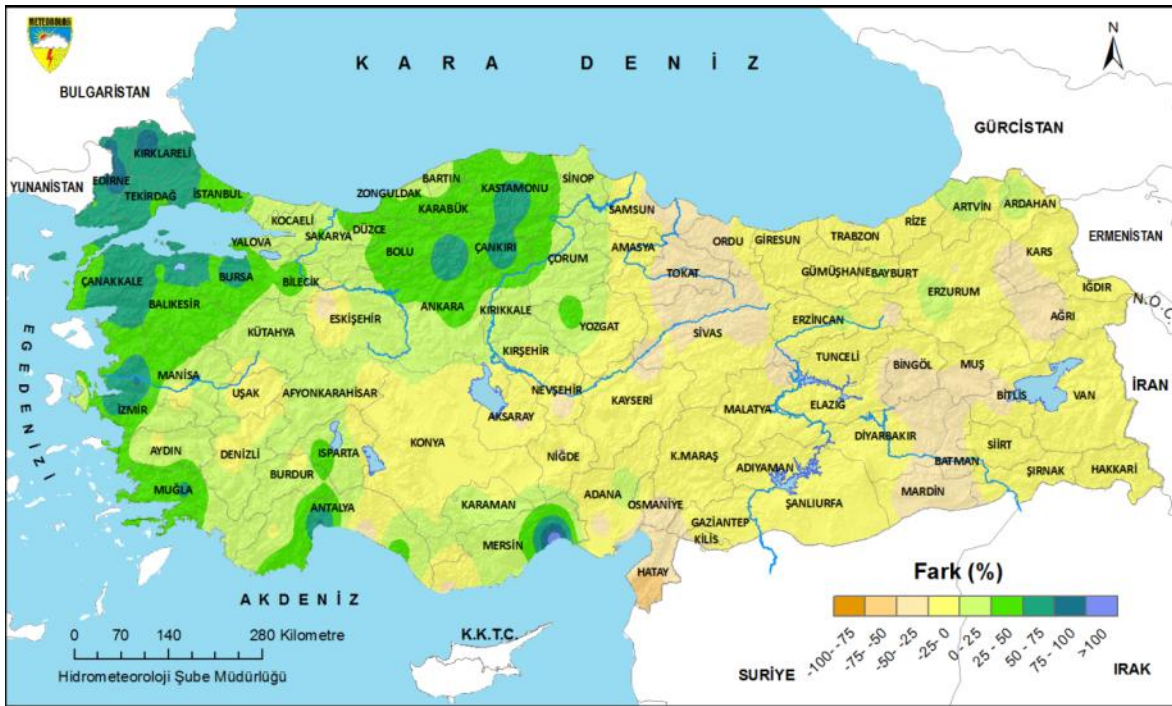 METEOROLOJİ
KARA DENİZ
N
BULGARİSTAN
GÜRCİSTAN
YUNANİSTAN
ERMENİSTAN
İRAN
EGE DENİZİ
KIRKLARELİ
EDİRNE
TEKİRDAĞ
İSTANBUL
KOCAELİ
YALOVA
SAKARYA
DÜZCE
ZONGULDAK
BARTIN
KARABÜK
KASTAMONU
SİNOP
SAMSUN
BOLU
ÇANKIRI
ÇORUM
AMASYA
TOKAT
ORDU
GİRESUN
TRABZON
RİZE
ARTVİN
ARDAHAN
KARS
IĞDIR
N.C.
GÜMÜŞHANE
BAYBURT
ERZURUM
AĞRI
ÇANAKKALE
BURSA
BİLECİK
BALIKESİR
ESKİŞEHİR
ANKARA
KIRIKKALE
YOZGAT
SİVAS
ERZİNCAN
TUNCELİ
BİNGÖL
MUŞ
BİTLİS
VAN
KÜTAHYA
KIRŞEHİR
NEVŞEHİR
KAYSERİ
MALATYA
ELAZIĞ
DİYARBAKIR
BATMAN
SİİRT
ŞIRNAK
HAKKARİ
MANİSA
UŞAK
AFYONKARAHİSAR
AKSARAY
İZMİR
AYDIN
DENİZLİ
ISPARTA
BURDUR
KONYA
NİĞDE
K.MARAŞ
ADIYAMAN
ŞANLIURFA
MARDİN
MUĞLA
ANTALYA
KARAMAN
MERSİN
ADANA
OSMANİYE
GAZİANTEP
KİLİS
HATAY
AKDENİZ
K.K.T.C.
SURİYE
IRAK
0 70 140 280 Kilometre
Hidrometeoroloji Şube Müdürlüğü
Fark (%)
-100- -75
-75- -50
-50- -25
-25- 0
0 - 25
25 - 50
50 - 75
75 - 100
>100